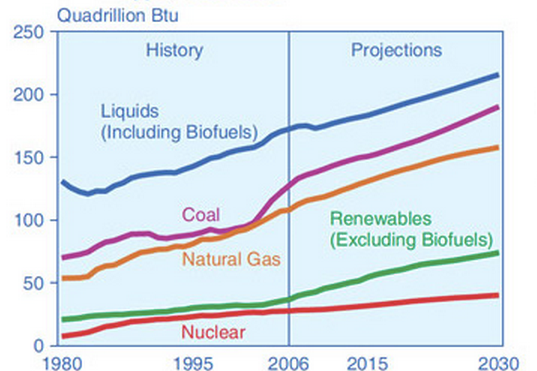 Quadrillion Btu
250
History
Projections
200
Liquids
(Including Biofuels)
150
Coal
100
Renewables
(Excluding Biofuels)
Natural Gas
50
Nuclear
0
1980
1995
2006
2015
2030